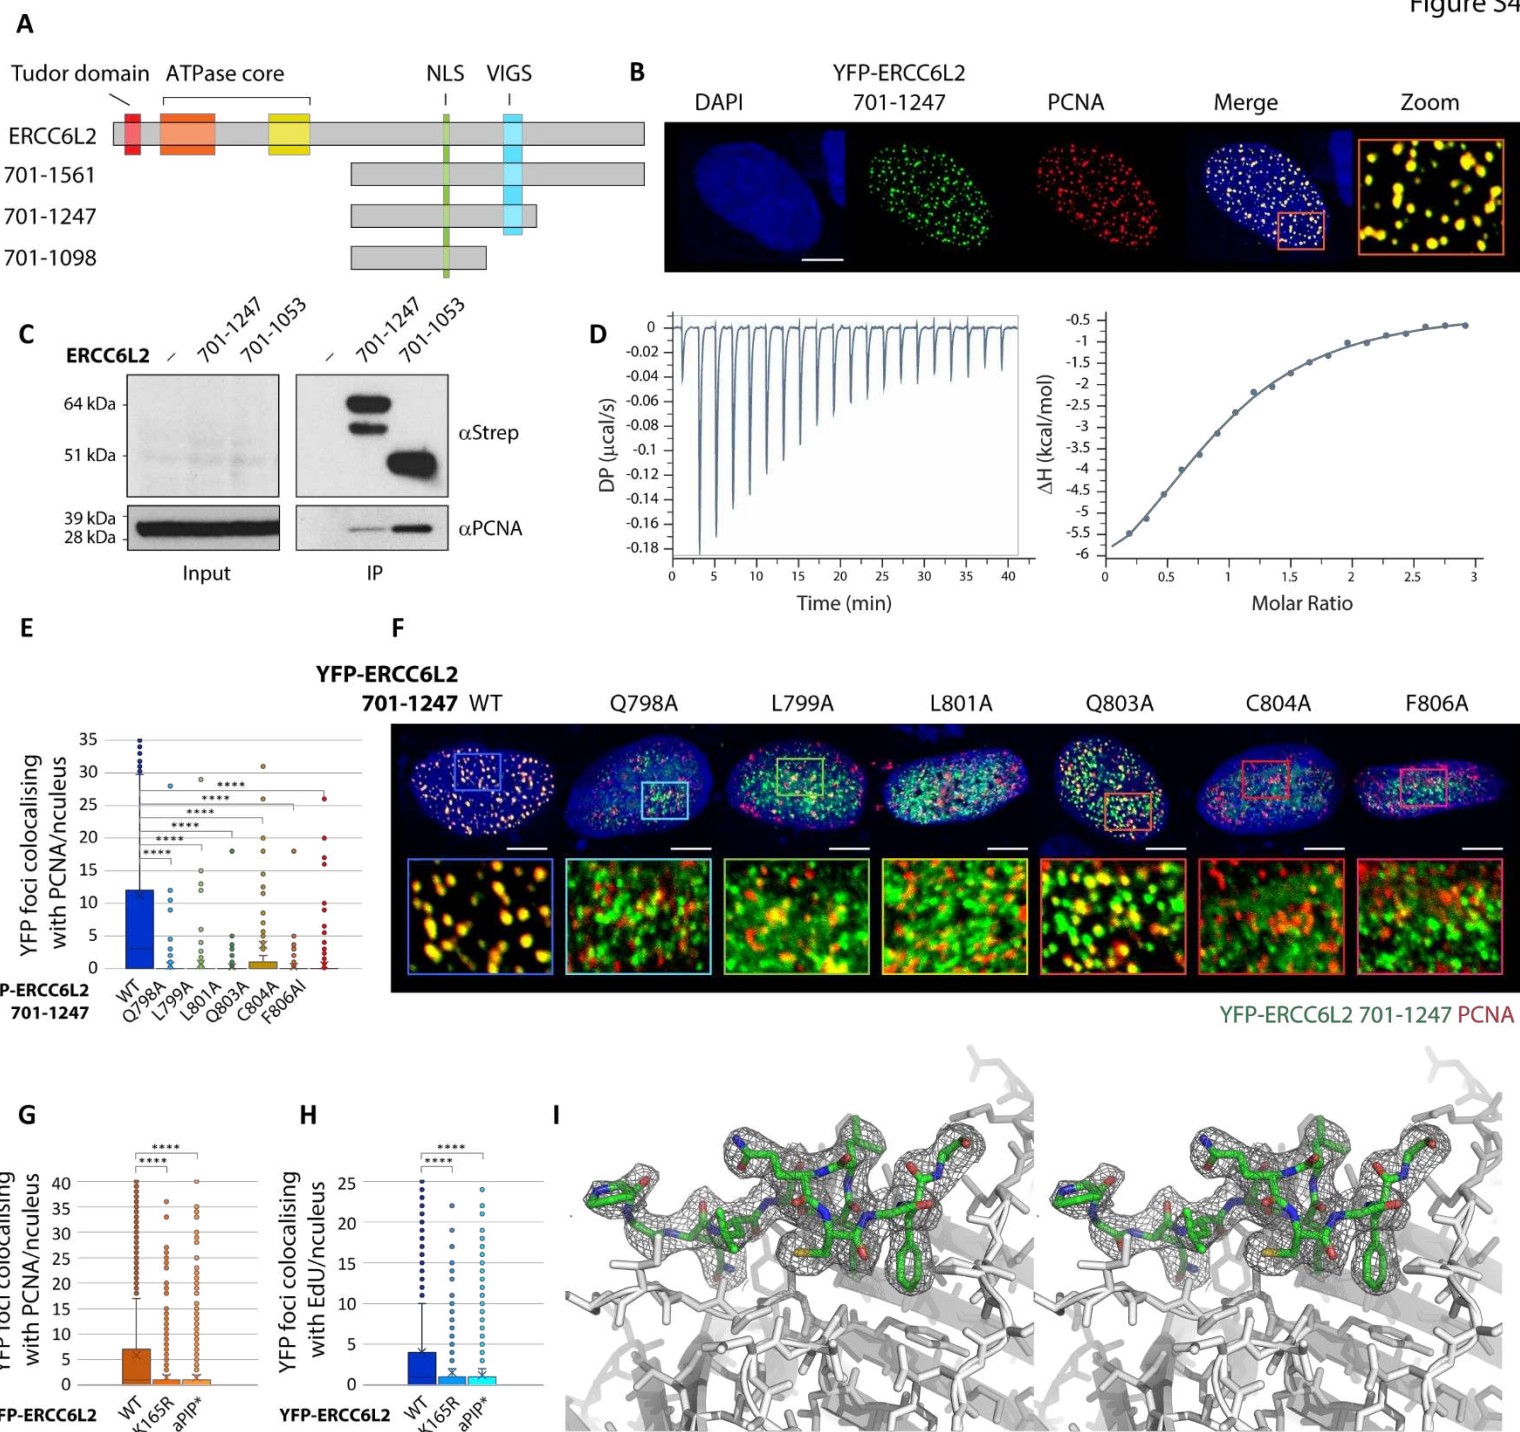 Figure S4
A
Tudor domain ATPase core NLS VIGS
ERCC6L2
701-1561
701-1247
701-1098
B
YFP-ERCC6L2
DAPI 701-1247 PCNA Merge Zoom
C
ERCC6L2 – 701-1247 701-1053 – 701-1247 701-1053
64 kDa
51 kDa
αStrep
39 kDa
28 kDa
αPCNA
Input IP
D
0
-0.02
-0.04
-0.06
-0.08
-0.1
-0.12
-0.14
-0.16
-0.18
DP (μcal/s)
0 5 10 15 20 25 30 35 40
Time (min)
-0.5
-1
-1.5
-2
-2.5
-3
-3.5
-4
-4.5
-5
-5.5
-6
ΔH (kcal/mol)
0 0.5 1 1.5 2 2.5 3
Molar Ratio
E
YFP foci colocalising
with PCNA/nculeus
35
30
25
20
15
10
5
0
****
****
****
****
****
****
WT Q798A L799A L801A Q803A C804A F806AI
P-ERCC6L2
701-1247
F
YFP-ERCC6L2
701-1247 WT Q798A L799A L801A Q803A C804A F806A
YFP-ERCC6L2 701-1247 PCNA
G
YFP foci colocalising
with PCNA/nculeus
40
35
30
25
20
15
10
5
0
****
****
WT K165R aPIP*
FP-ERCC6L2
H
YFP foci colocalising
with EdU/nculeus
25
20
15
10
5
0
****
****
WT K165R aPIP*
YFP-ERCC6L2
I